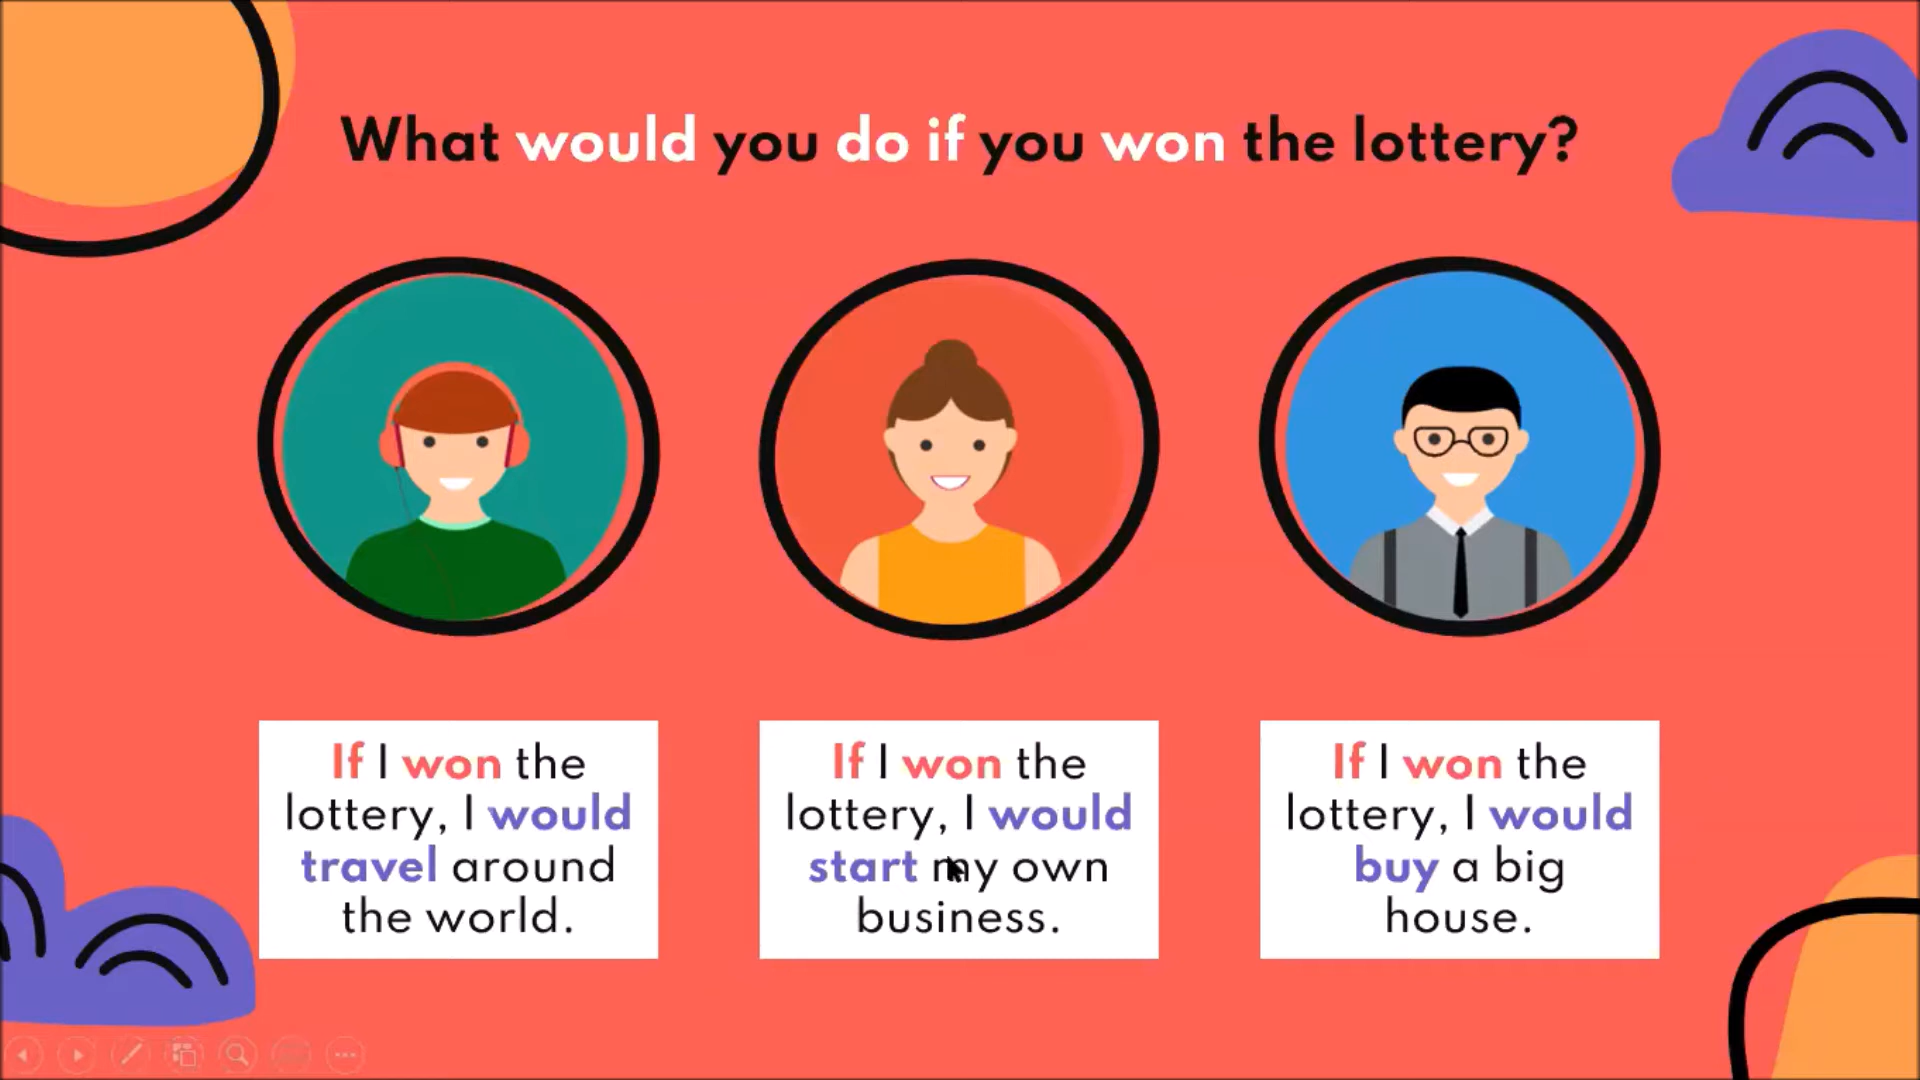 What would you do if you won the lottery?
If I won the
lottery, I would
travel around
the world.
If I won the
lottery, I would
start my own
business.
If I won the
lottery, I would
buy a big
house.